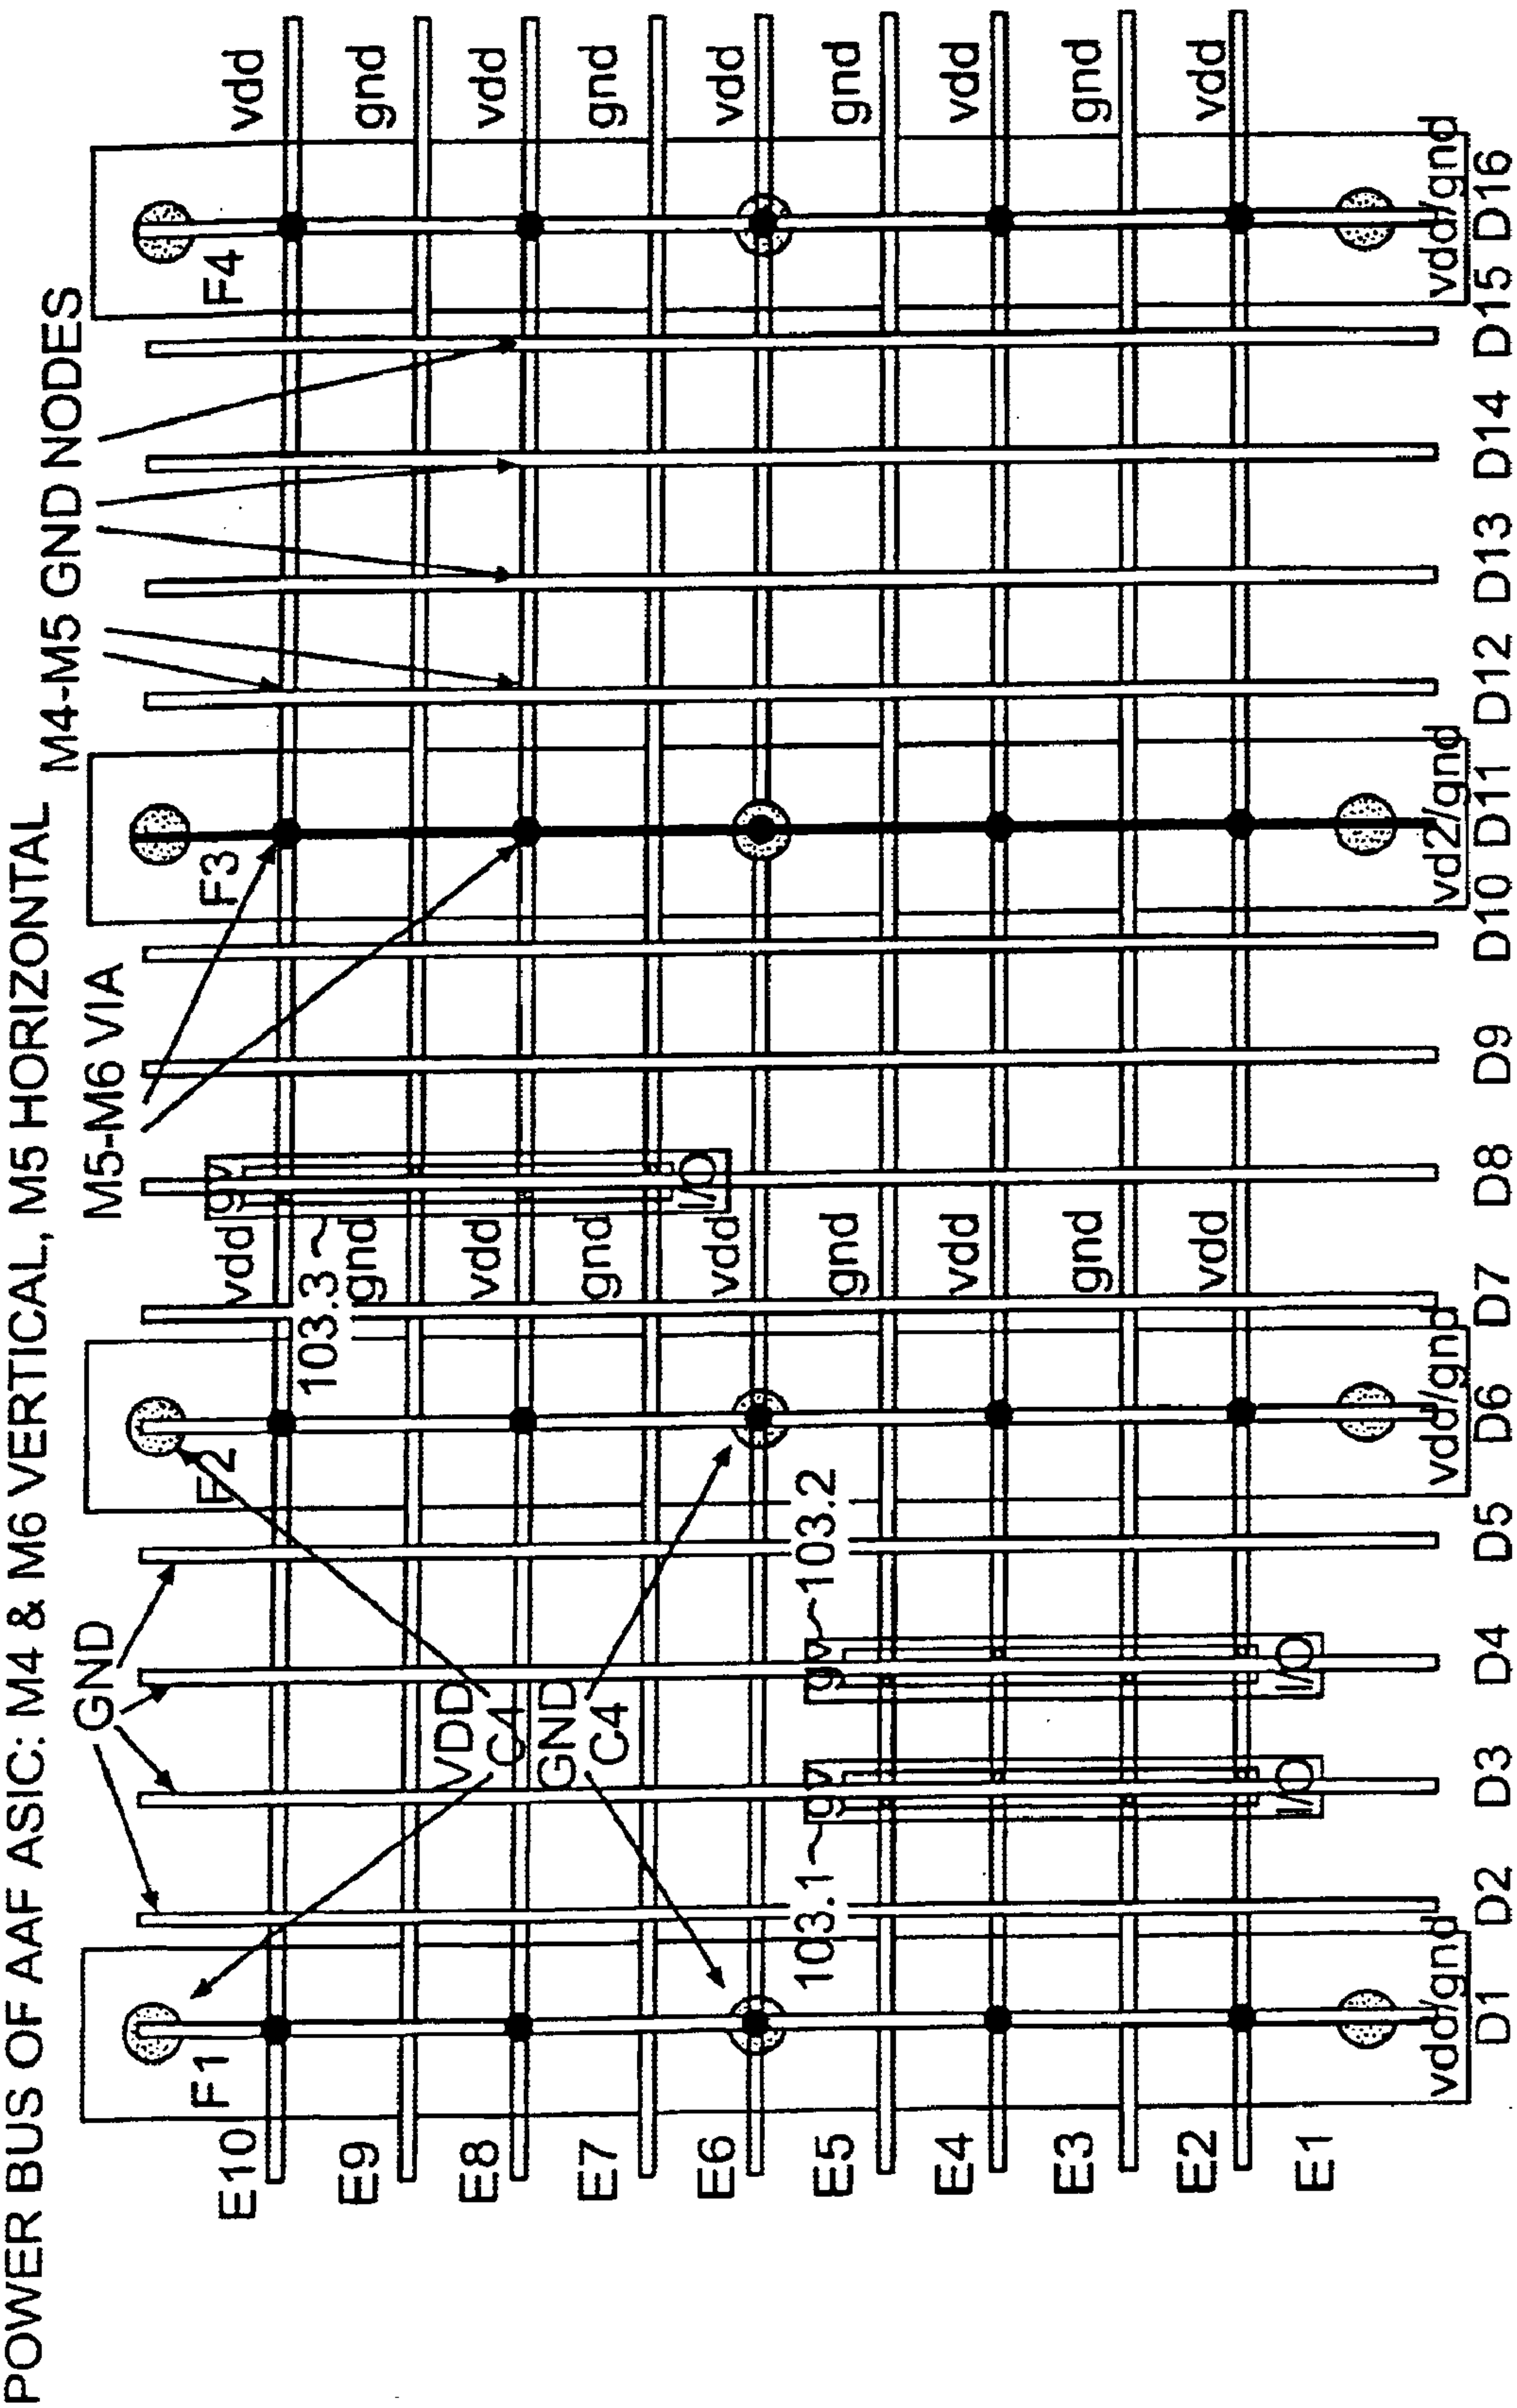 POWER BUS OF AAF ASIC: M4 & M6 VERTICAL, M5 HORIZONTAL
GND
M5-M6 VIA
M4-M5 GND NODES
F1
F2
F3
F4
VDD
C4
GND
C4
103.1
103.2
103.3
gv
I/O
gv
I/O
gv
I/O
E10
vdd
vdd
E9
gnd
gnd
E8
vdd
vdd
E7
gnd
gnd
E6
vdd
vdd
E5
gnd
gnd
E4
vdd
vdd
E3
gnd
gnd
E2
vdd
vdd
E1
vdd/gnd
vdd/gnd
vd2/gnd
vdd/gnd
D1 D2 D3 D4 D5 D6 D7 D8 D9 D10 D11 D12 D13 D14 D15 D16